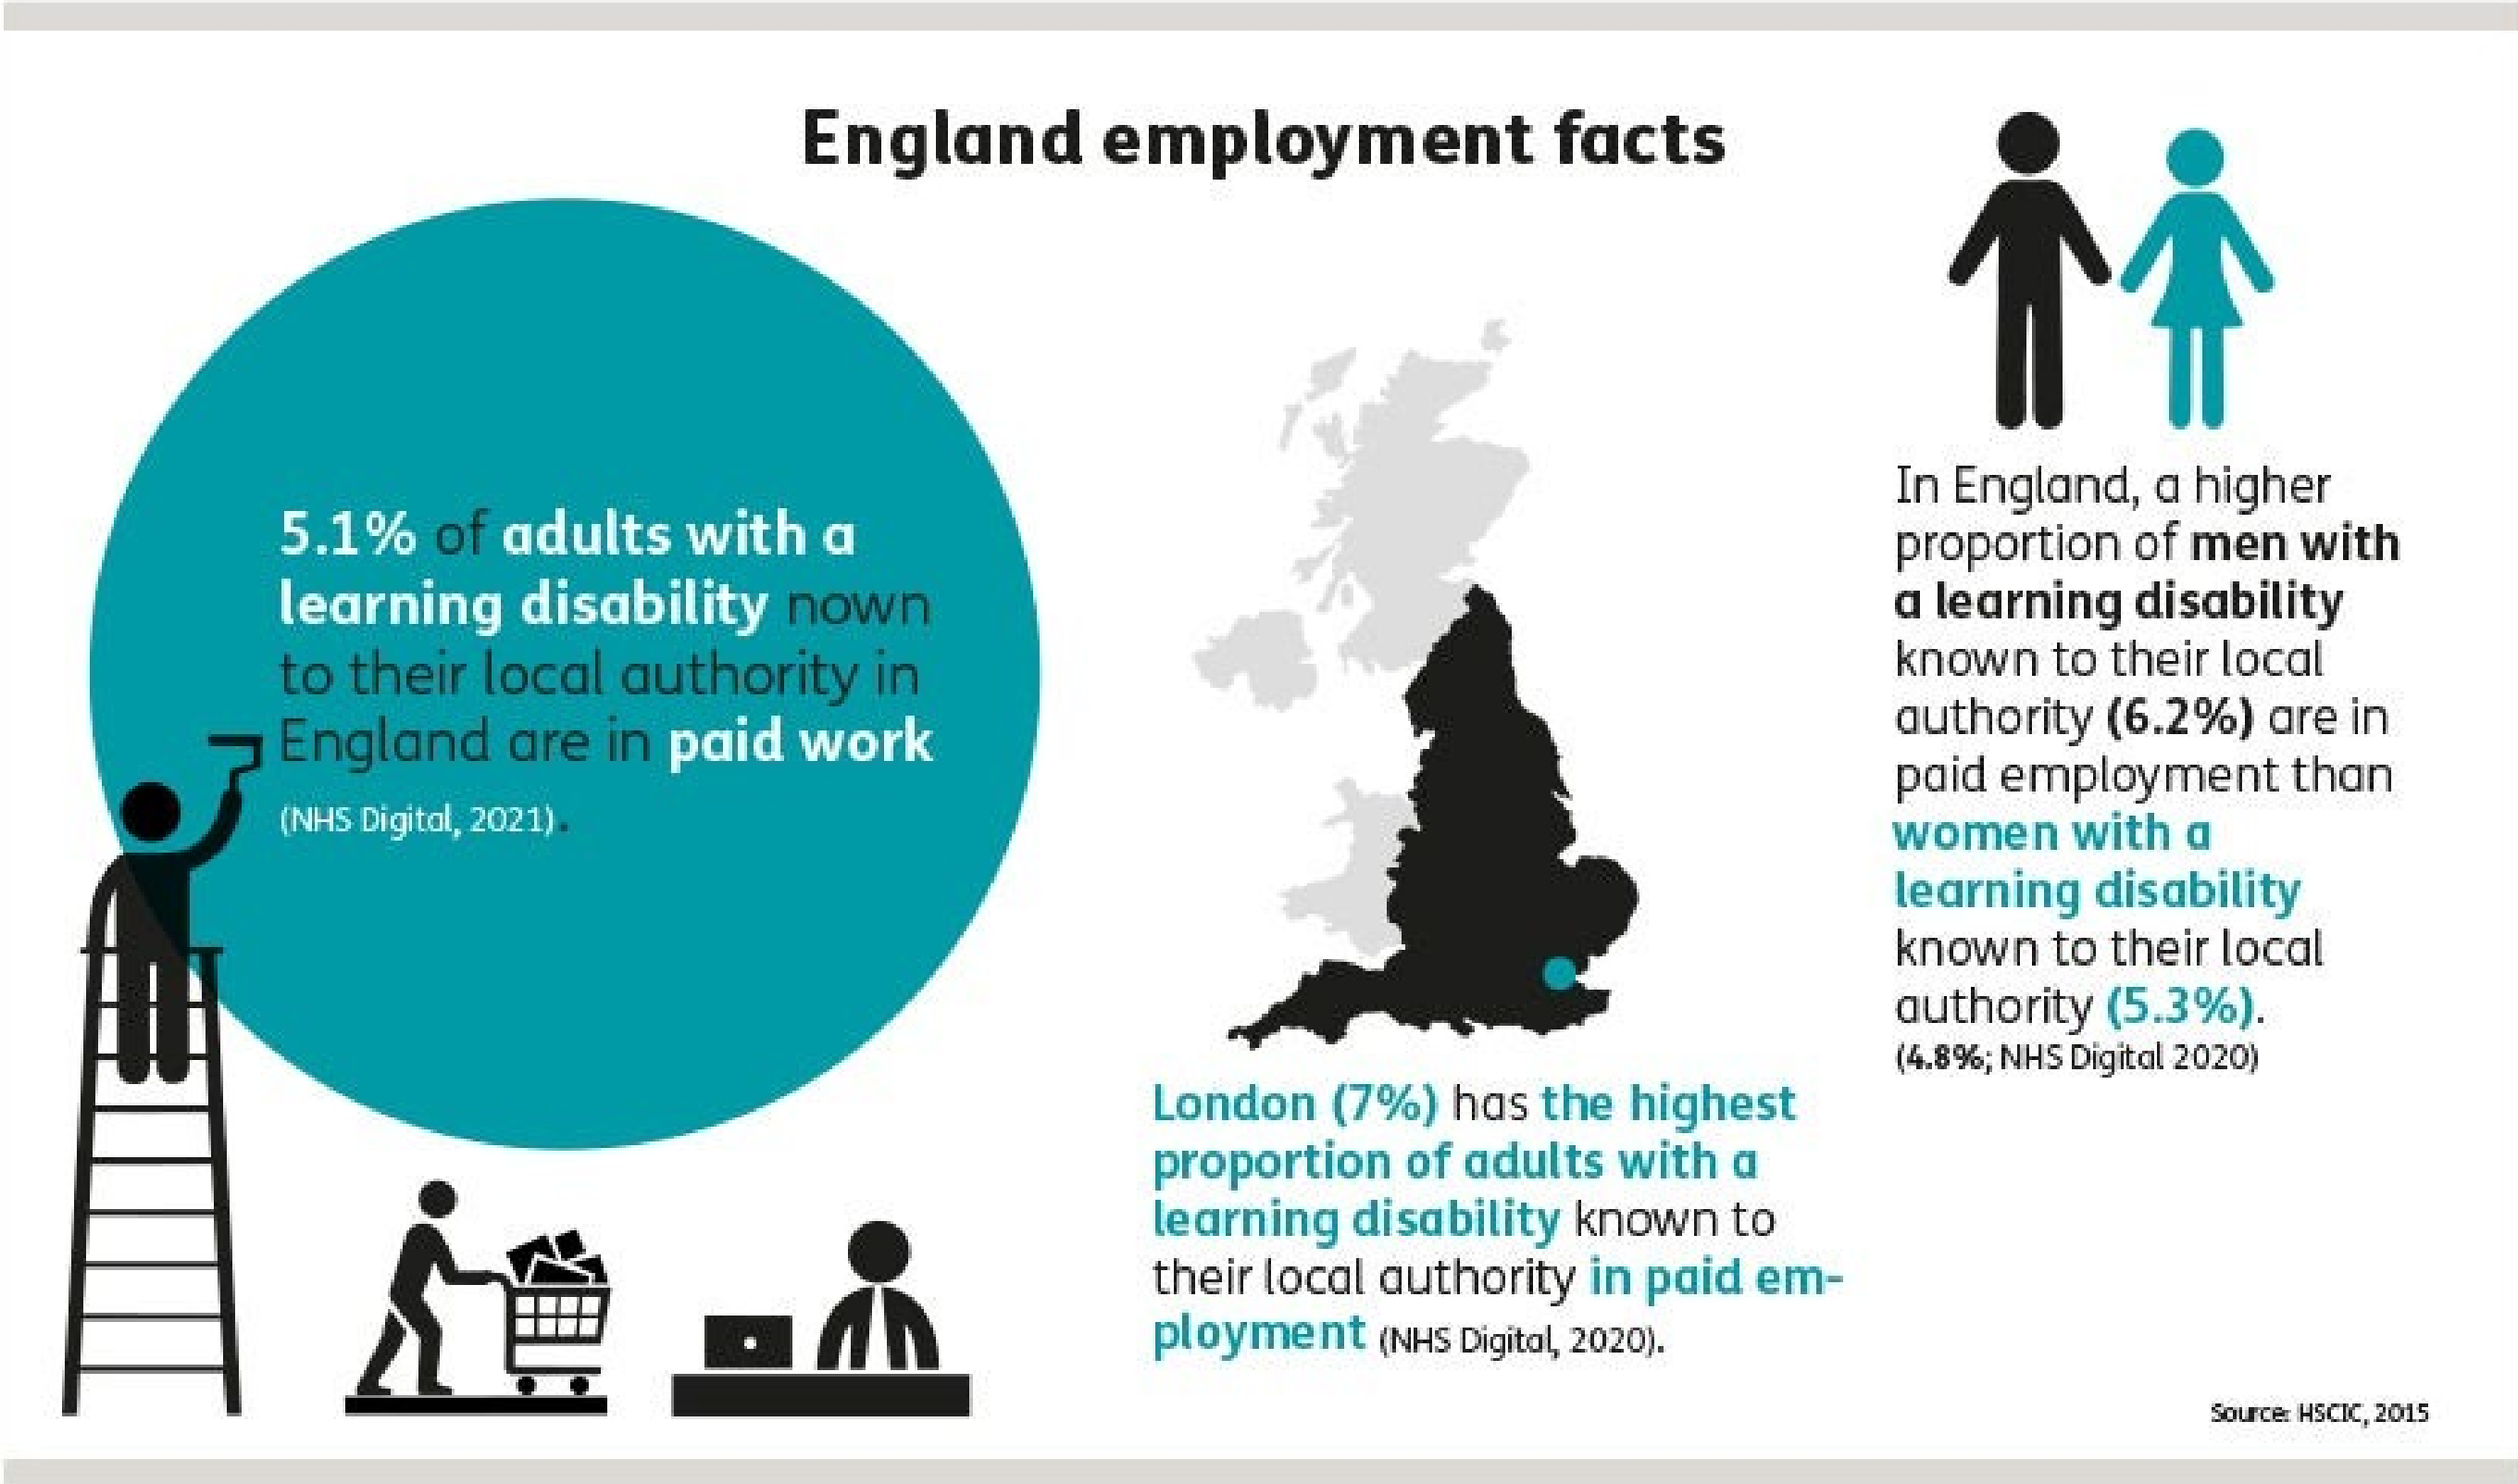 England employment facts
5.1% of adults with a
learning disability nown
to their local authority in
England are in paid work
(NHS Digital, 2021).
London (7%) has the highest
proportion of adults with a
learning disability known to
their local authority in paid em-
ployment (NHS Digital, 2020).
In England, a higher
proportion of men with
a learning disability
known to their local
authority (6.2%) are in
paid employment than
women with a
learning disability
known to their local
authority (5.3%).
(4.8%; NHS Digital 2020)
Source: HSCIC, 2015